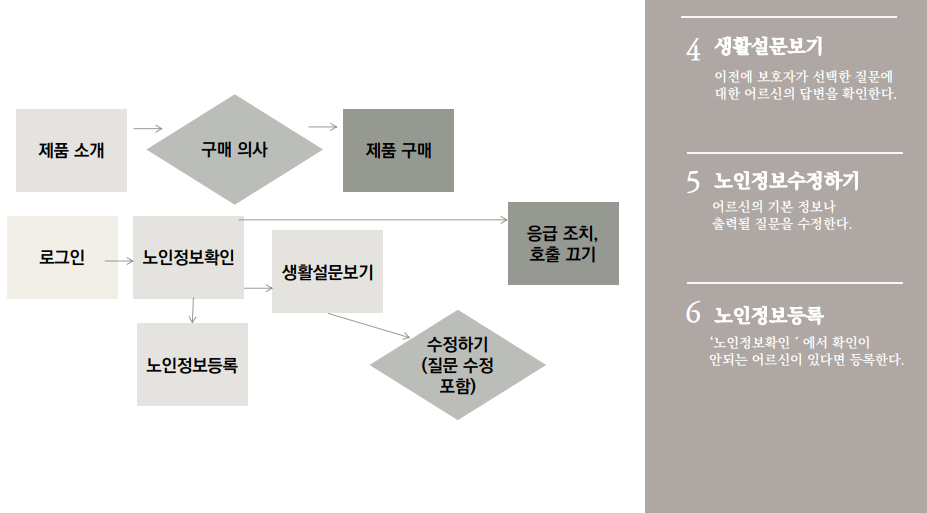 제품 소개
구매 의사
제품 구매
로그인
노인정보확인
생활설문보기
응급 조치,
호출 끄기
노인정보등록
수정하기
(질문 수정
포함)
4 생활설문보기
이전에 보호자가 선택한 질문에
대한 어르신의 답변을 확인한다.
5 노인정보수정하기
어르신의 기본 정보나
출력될 질문을 수정한다.
6 노인정보등록
‘노인정보확인 ´ 에서 확인이
안되는 어르신이 있다면 등록한다.